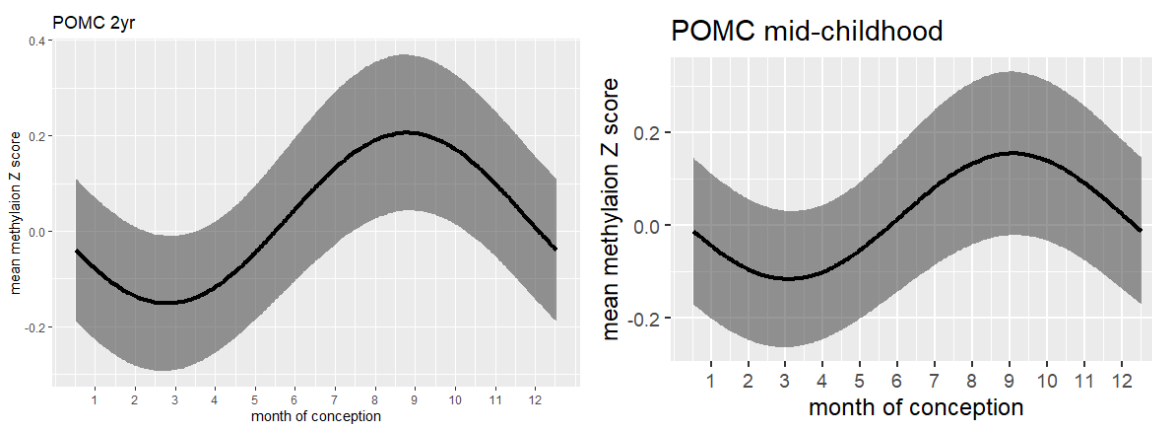 POMC 2yr
mean methylaion Z score
0.4
0.2
0.0
-0.2
1 2 3 4 5 6 7 8 9 10 11 12
month of conception
POMC mid-childhood
mean methylaion Z score
0.2
0.0
-0.2
1 2 3 4 5 6 7 8 9 10 11 12
month of conception